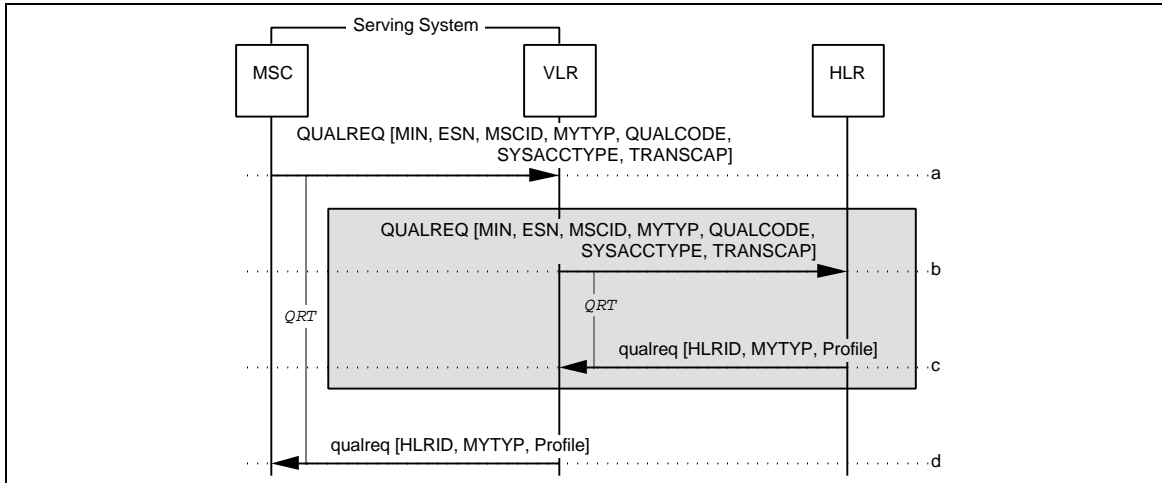 Serving System
MSC
VLR
HLR
QUALREQ [MIN, ESN, MSCID, MYTYP, QUALCODE,
SYSACCTYPE, TRANSCAP]
a
QUALREQ [MIN, ESN, MSCID, MYTYP, QUALCODE,
SYSACCTYPE, TRANSCAP]
b
QRT
QRT
qualreq [HLRID, MYTYP, Profile]
c
qualreq [HLRID, MYTYP, Profile]
d